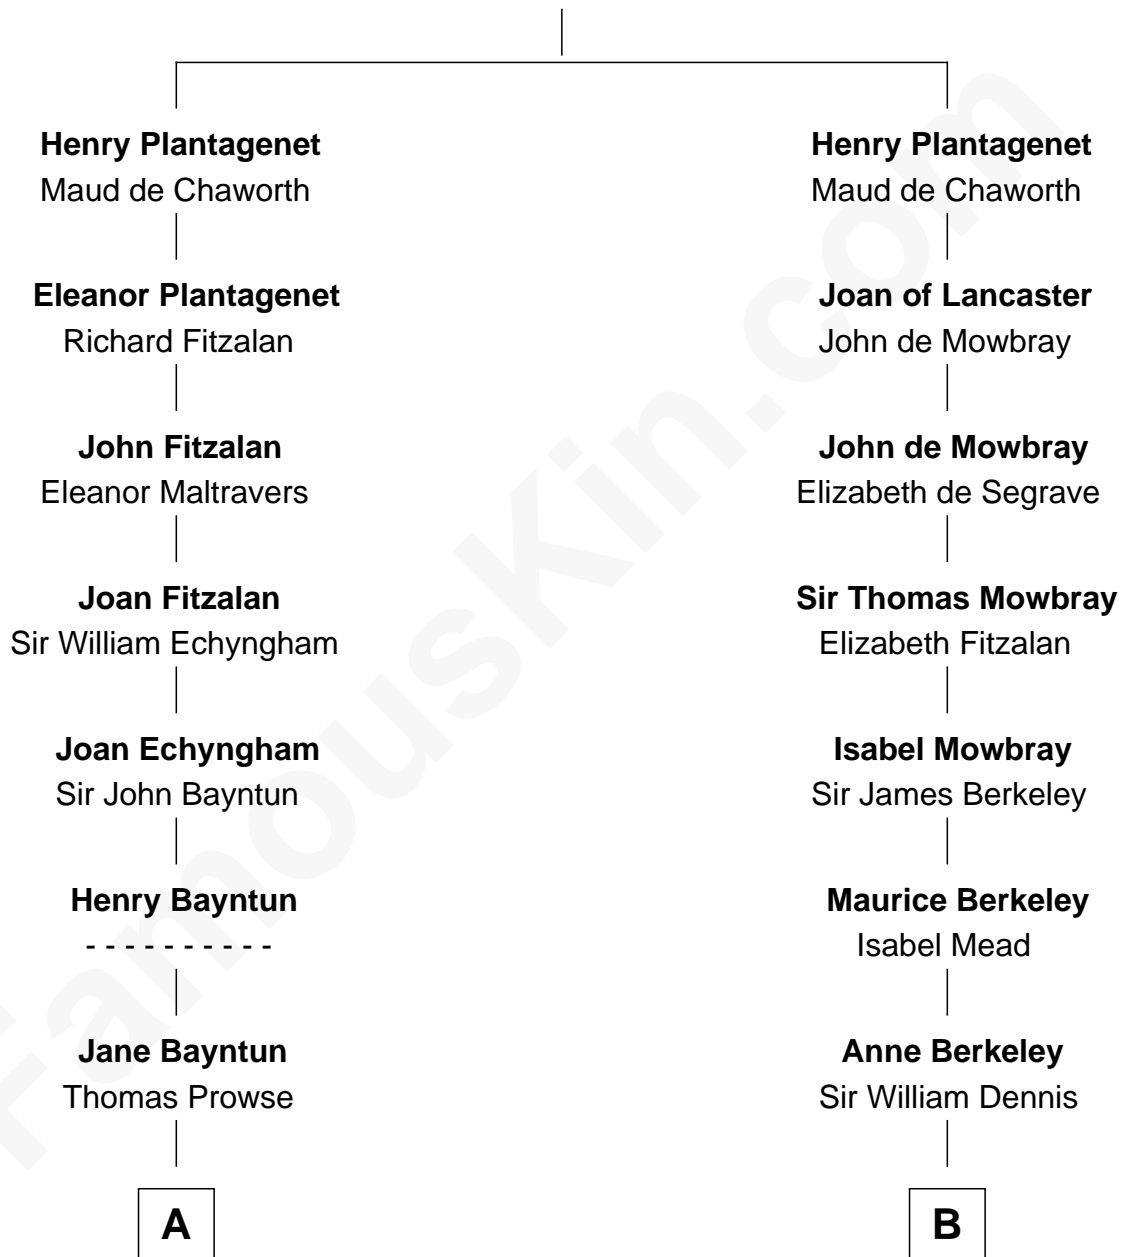 Henry Plantagenet
Maud de Chaworth
Eleanor Plantagenet
Richard Fitzalan
John Fitzalan
Eleanor Maltravers
Joan Fitzalan
Sir William Echyngham
Joan Echyngham
Sir John Bayntun
Henry Bayntun
- - - - - - - - - -
Jane Bayntun
Thomas Prowse
A
Henry Plantagenet
Maud de Chaworth
Joan of Lancaster
John de Mowbray
John de Mowbray
Elizabeth de Segrave
Sir Thomas Mowbray
Elizabeth Fitzalan
Isabel Mowbray
Sir James Berkeley
Maurice Berkeley
Isabel Mead
Anne Berkeley
Sir William Dennis
B
FamousKin.com